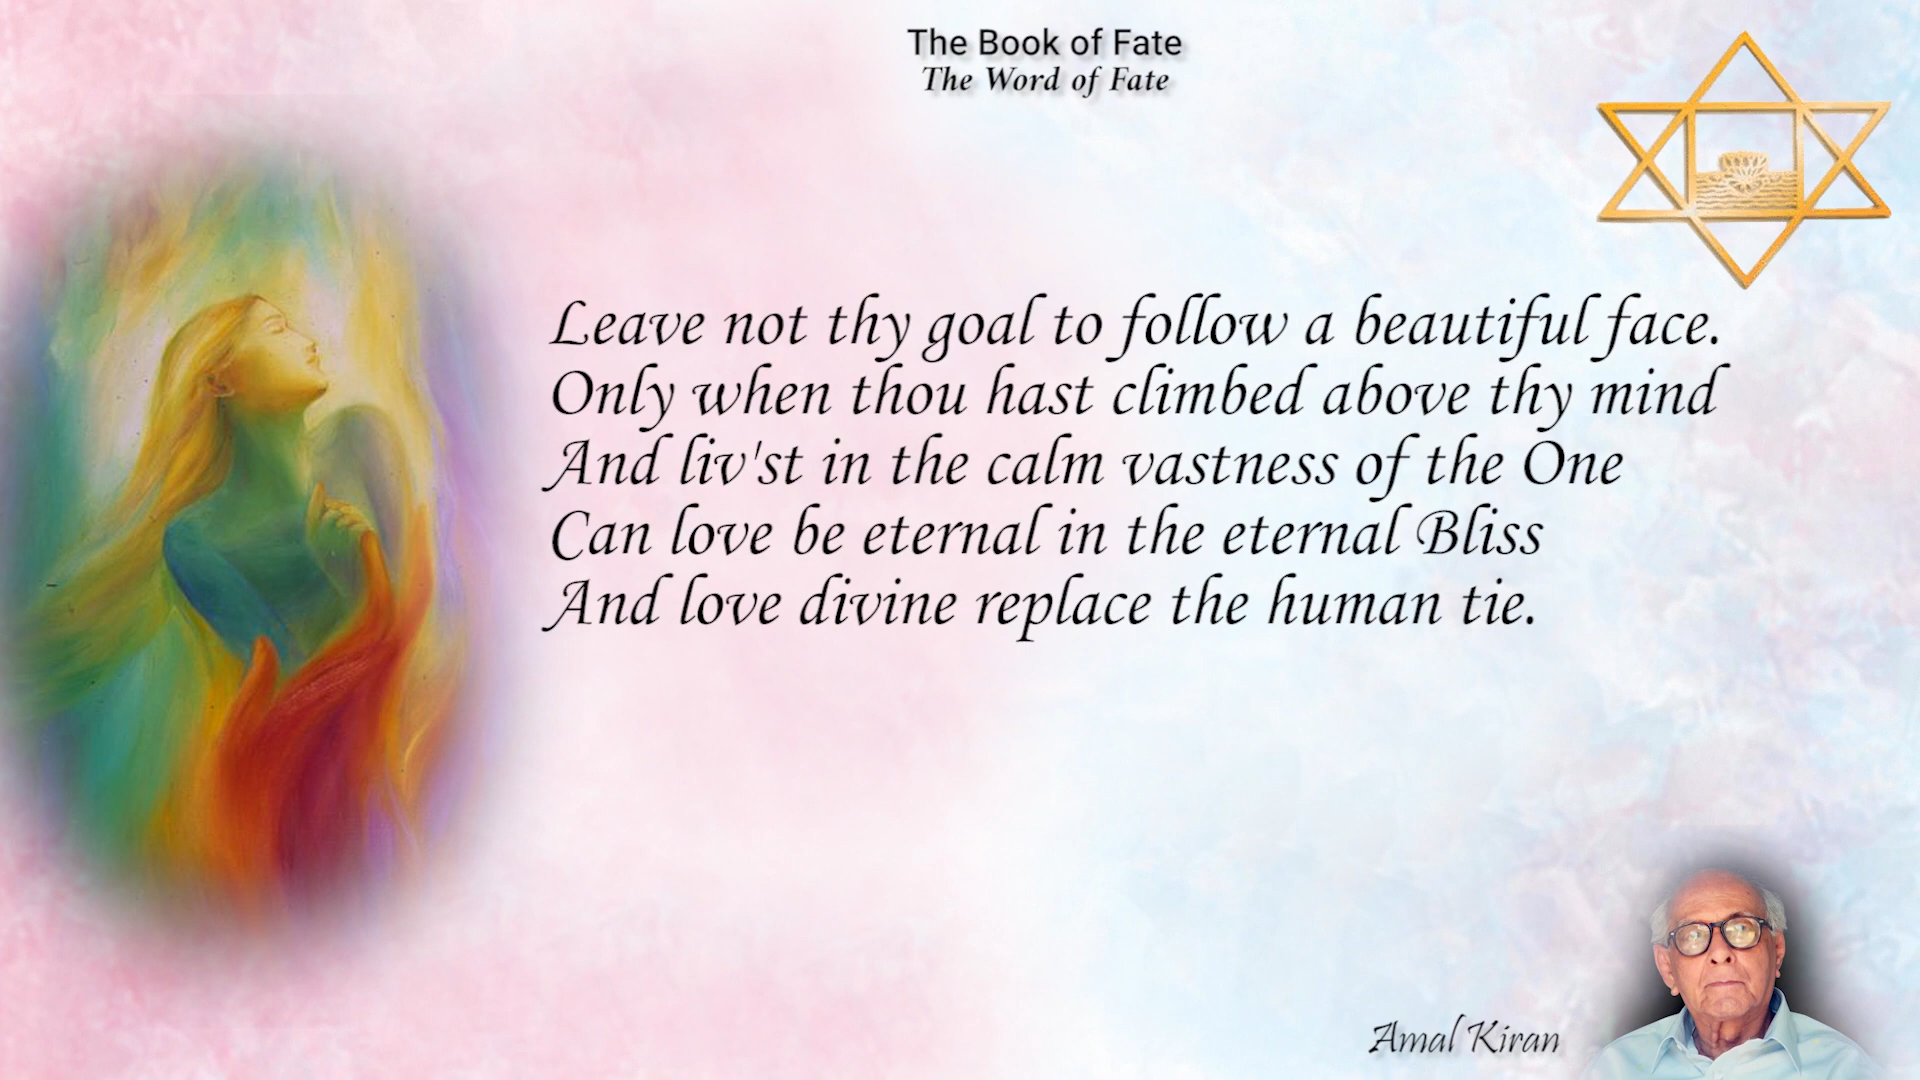 The Book of Fate
The Word of Fate
Leave not thy goal to follow a beautiful face.
Only when thou hast climbed above thy mind
And liv'st in the calm vastness of the One
Can love be eternal in the eternal Bliss
And love divine replace the human tie.
Amal Kiran